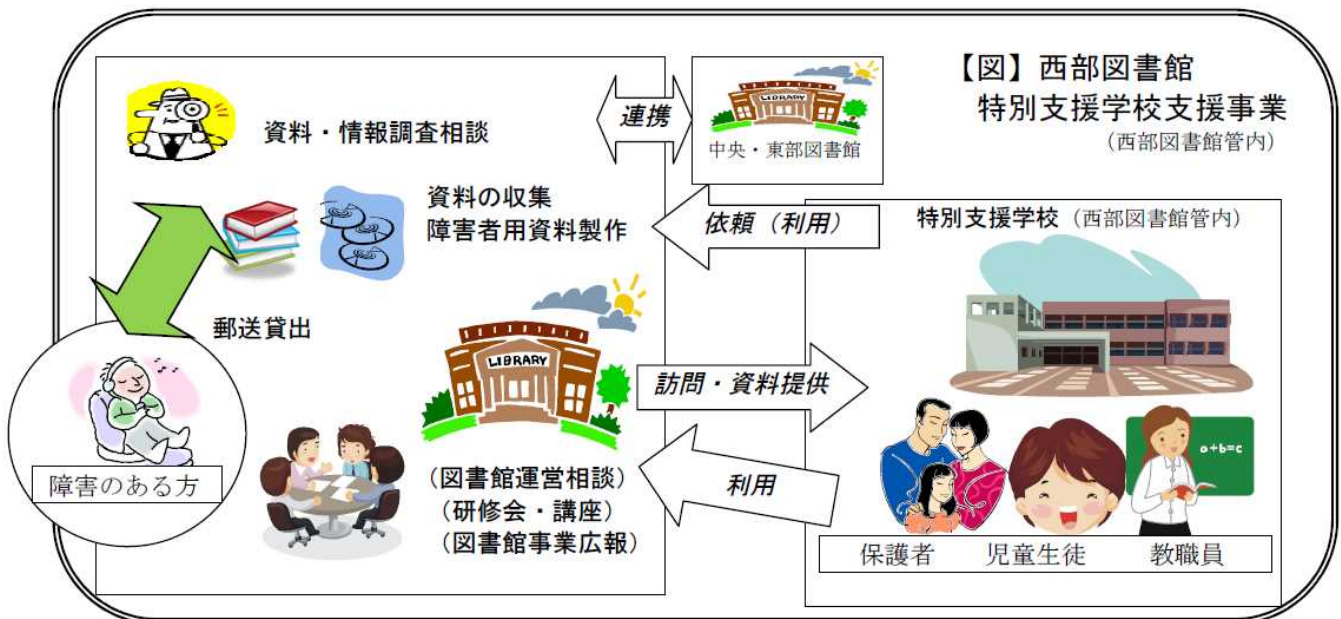 【図】西部図書館
特別支援学校支援事業
(西部図書館管内)
資料・情報調査相談
連携
LIBRARY
中央・東部図書館
資料の収集
障害者用資料製作
依頼(利用)
特別支援学校(西部図書館管内)
郵送貸出
LIBRARY
訪問・資料提供
障害のある方
(図書館運営相談)
(研修会・講座)
(図書館事業広報)
利用
a+b=c
保護者 児童生徒 教職員